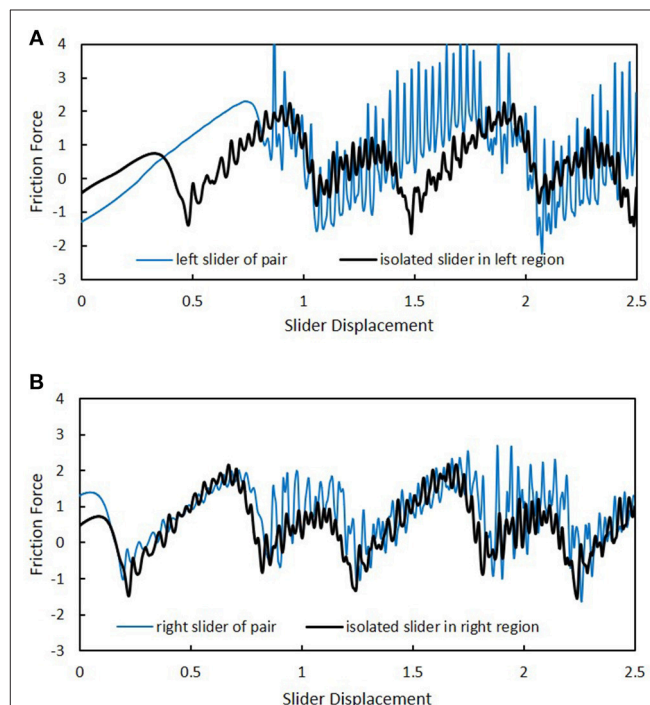 A
4
3
2
1
0
-1
-2
-3
Friction Force
left slider of pair
isolated slider in left region
0
0.5
1
1.5
2
2.5
Slider Displacement
B
4
3
2
1
0
-1
-2
-3
Friction Force
right slider of pair
isolated slider in right region
0
0.5
1
1.5
2
2.5
Slider Displacement